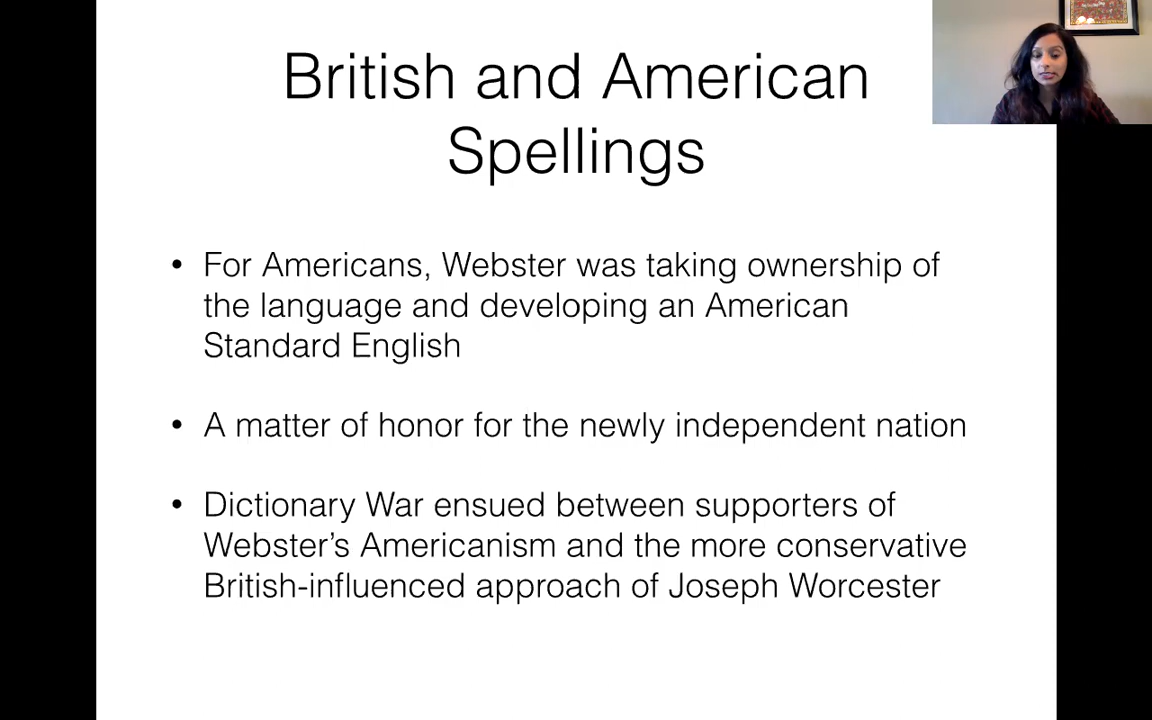 British and American
Spellings
• For Americans, Webster was taking ownership of
the language and developing an American
Standard English
• A matter of honor for the newly independent nation
• Dictionary War ensued between supporters of
Webster’s Americanism and the more conservative
British-influenced approach of Joseph Worcester